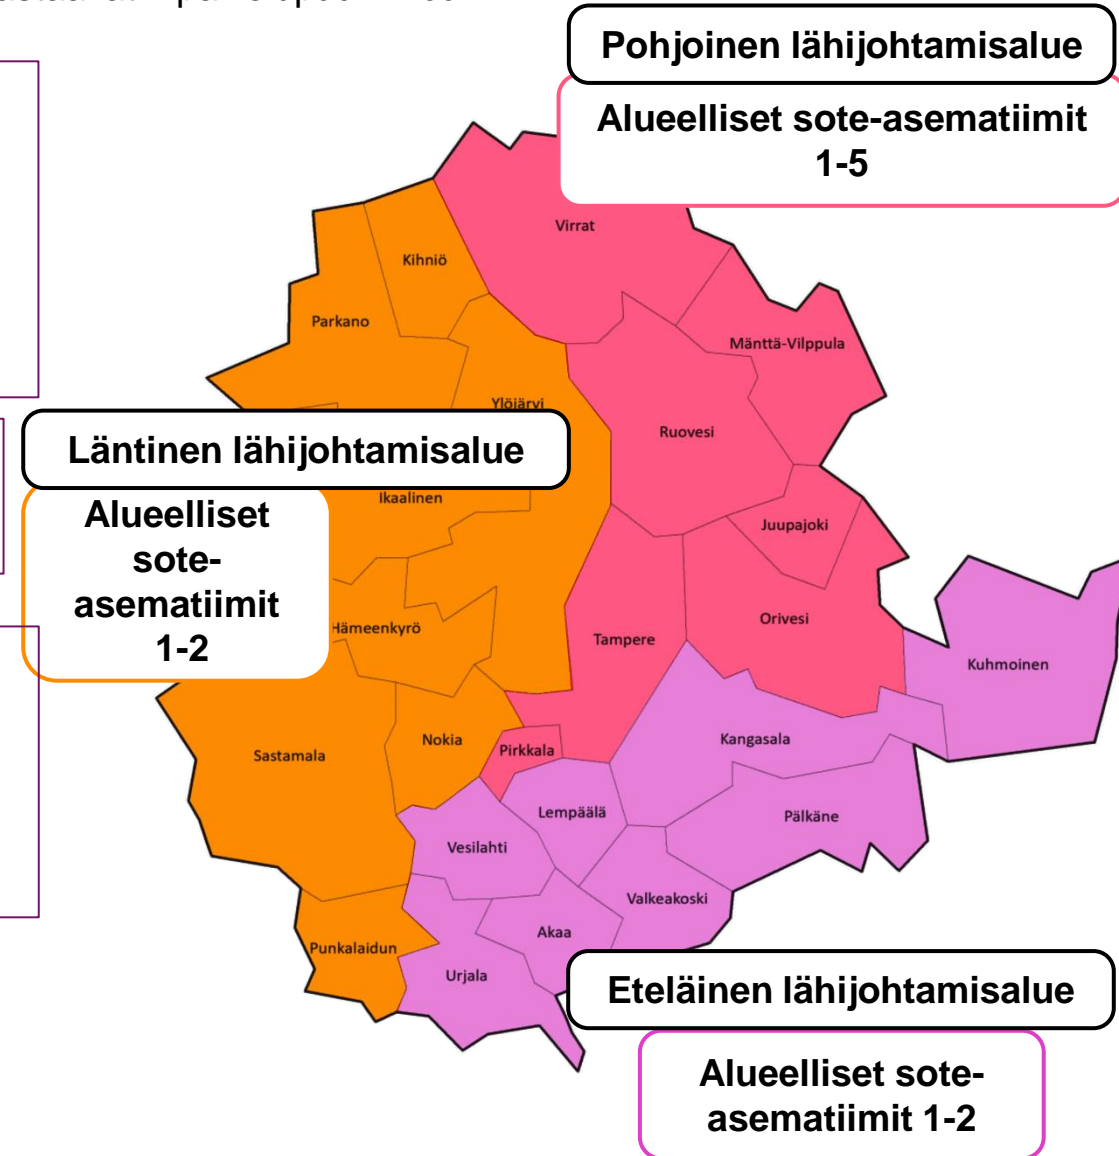 Pohjoinen lähijohtamisalue
Alueelliset sote-asematiimit
1-5
Virrat
Kihniö
Parkano
Mänttä-Vilppula
Ylöjärvi
Ruovesi
Läntinen lähijohtamisalue
Ikaalinen
Alueelliset
sote-
asematiimit
1-2
Juupajoki
Orivesi
Hämeenkyrö
Tampere
Kuhmoinen
Nokia
Kangasala
Pirkkala
Sastamala
Lempäälä
Pälkäne
Vesilahti
Valkeakoski
Akaa
Punkalaidun
Urjala
Eteläinen lähijohtamisalue
Alueelliset sote-
asematiimit 1-2